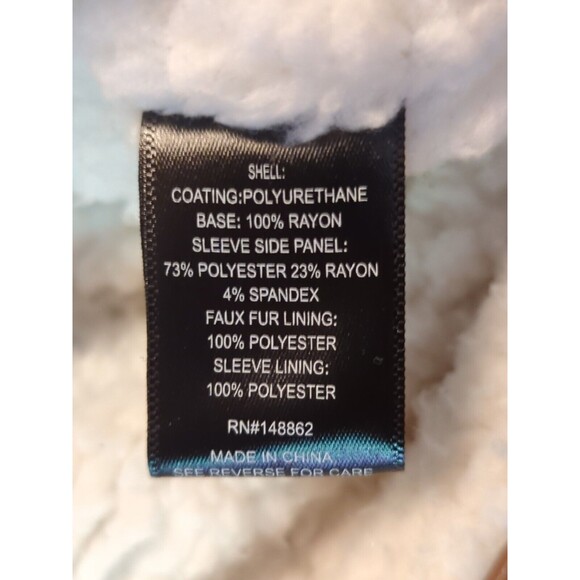 SHELL:
COATING:POLYURETHANE
BASE: 100% RAYON
SLEEVE SIDE PANEL:
73% POLYESTER 23% RAYON
4% SPANDEX
FAUX FUR LINING:
100% POLYESTER
SLEEVE LINING:
100% POLYESTER
RN#148862
MADE IN CHINA
SEE REVERSE FOR CARE